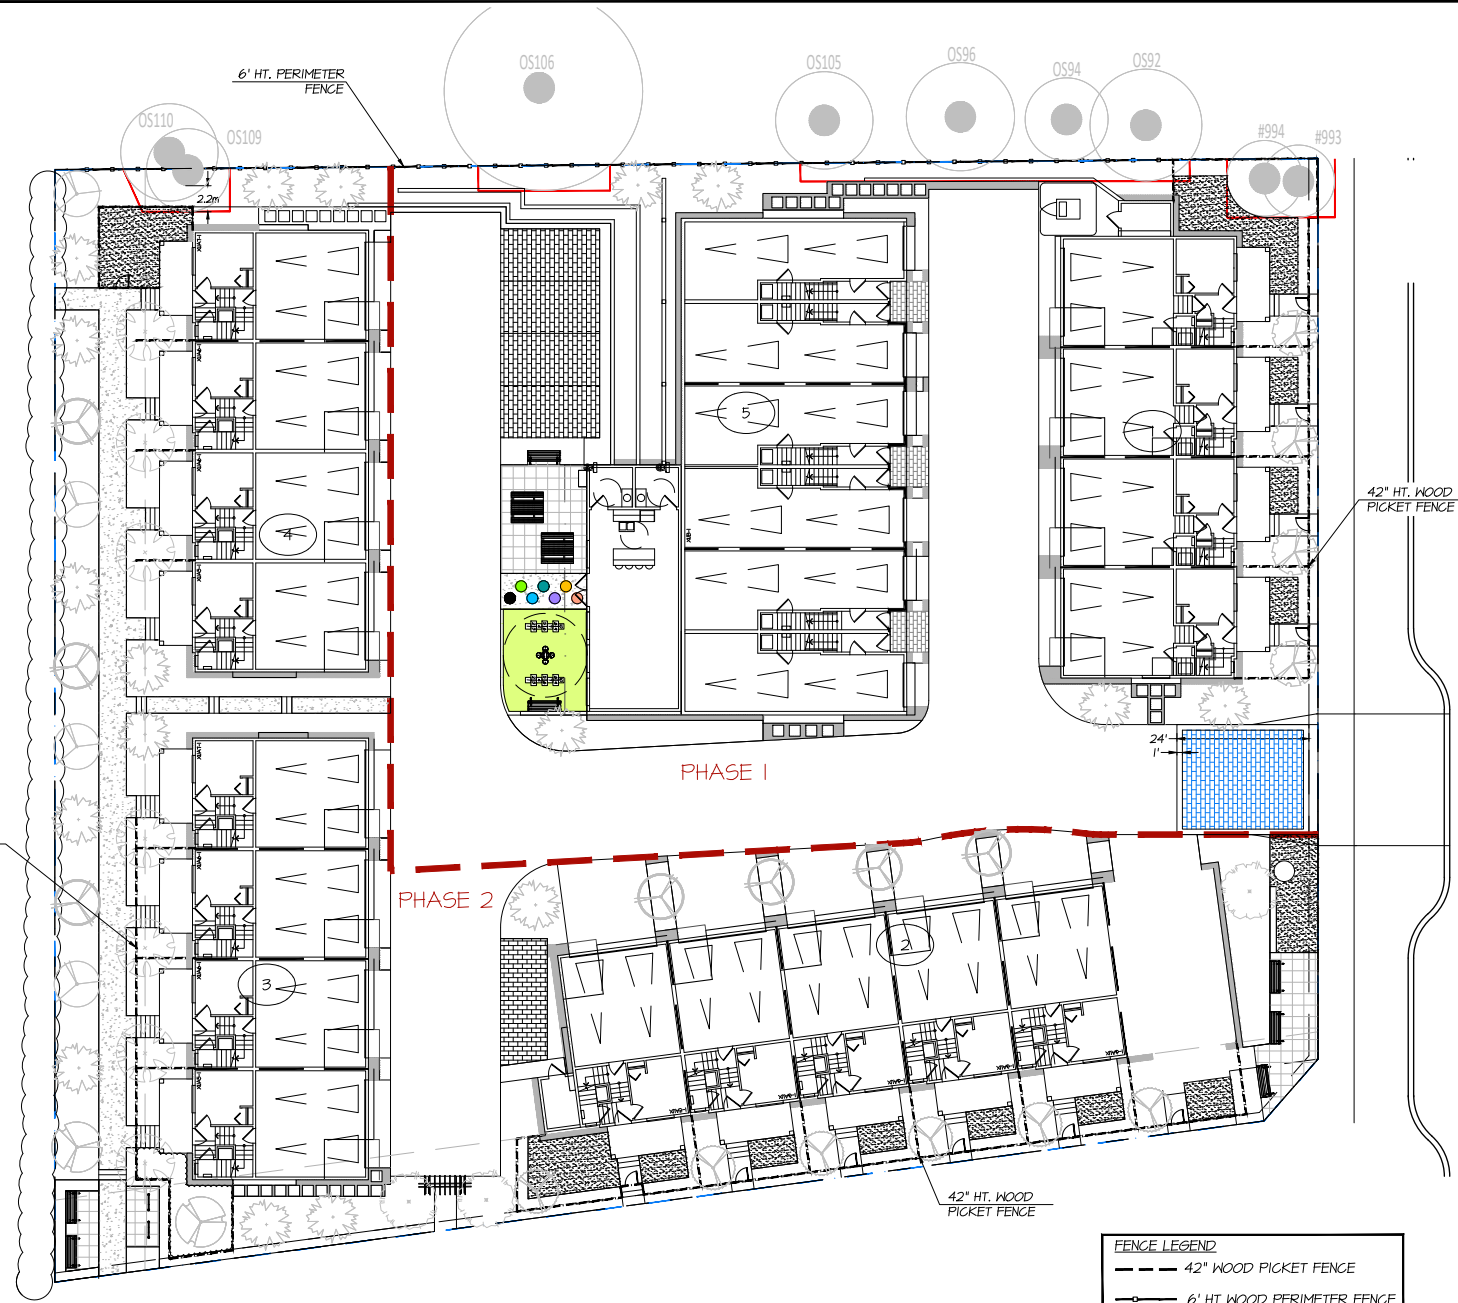 OS106
OS105
OS96
OS94
OS92
6' HT. PERIMETER
FENCE
OS110
OS109
#994
#993
2.2m
5
4
42" HT. WOOD
PICKET FENCE
24'
1'
PHASE 1
PHASE 2
2
3
42" HT. WOOD
PICKET FENCE
FENCE LEGEND
42" WOOD PICKET FENCE
6' HT WOOD PERIMETER FENCE